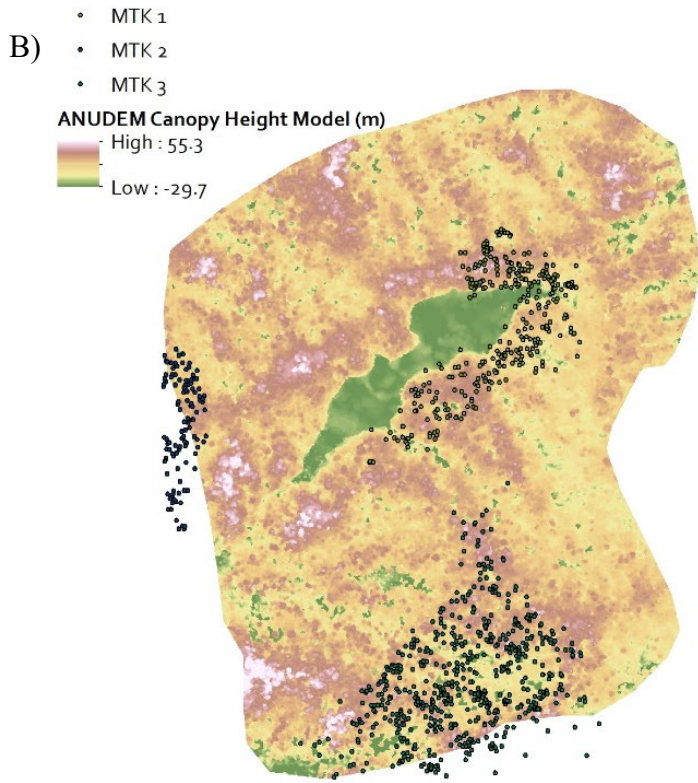 B)
MTK 1
MTK 2
MTK 3
ANUDEM Canopy Height Model (m)
High : 55.3
Low : -29.7